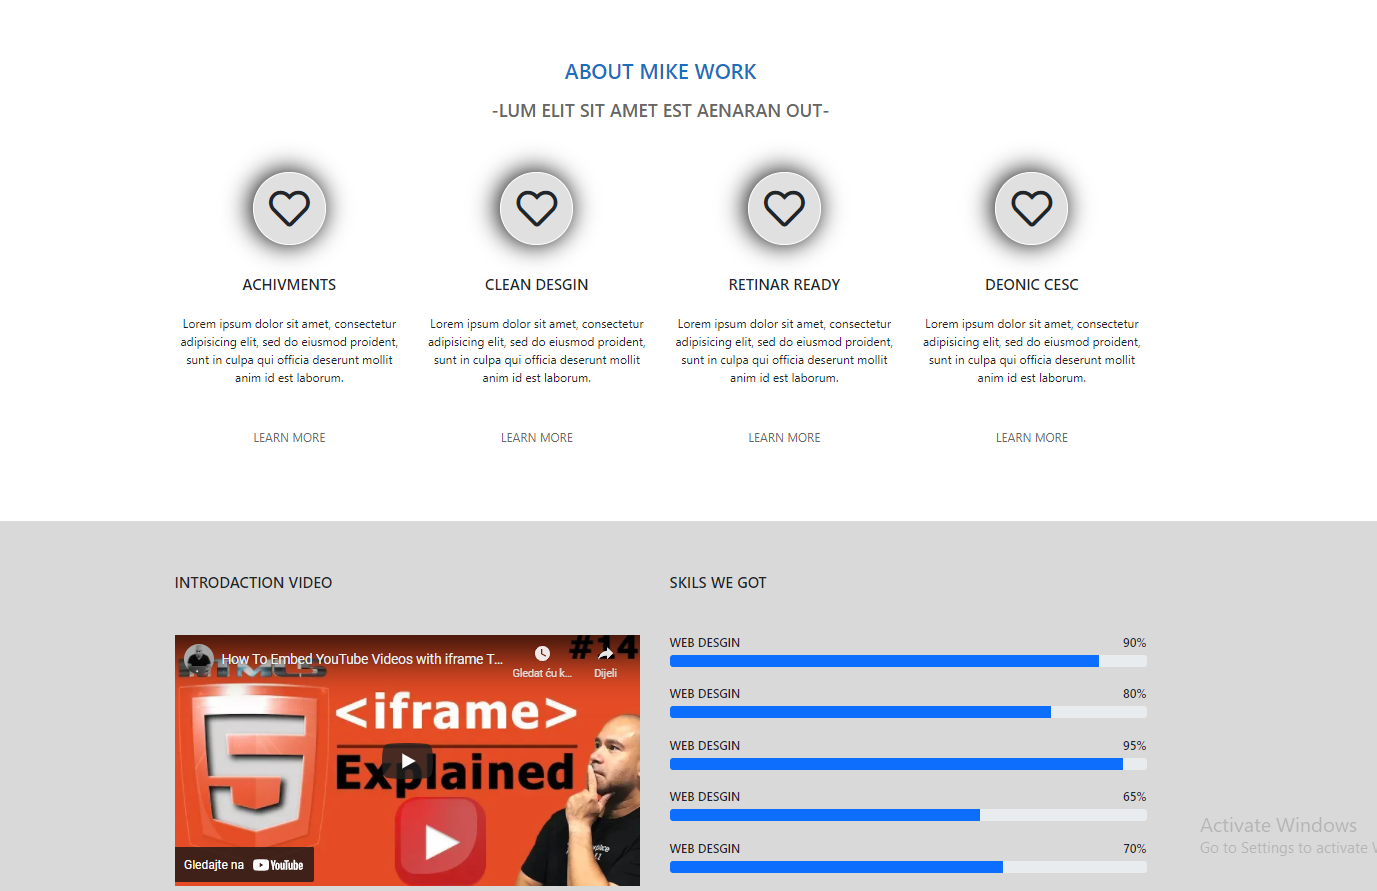 ABOUT MIKE WORK
-LUM ELIT SIT AMET EST AENARAN OUT-
ACHIVMENTS
Lorem ipsum dolor sit amet, consectetur
adipisicing elit, sed do eiusmod proident,
sunt in culpa qui officia deserunt mollit
anim id est laborum.
LEARN MORE
CLEAN DESGIN
Lorem ipsum dolor sit amet, consectetur
adipisicing elit, sed do eiusmod proident,
sunt in culpa qui officia deserunt mollit
anim id est laborum.
LEARN MORE
RETINAR READY
Lorem ipsum dolor sit amet, consectetur
adipisicing elit, sed do eiusmod proident,
sunt in culpa qui officia deserunt mollit
anim id est laborum.
LEARN MORE
DEONIC CESC
Lorem ipsum dolor sit amet, consectetur
adipisicing elit, sed do eiusmod proident,
sunt in culpa qui officia deserunt mollit
anim id est laborum.
LEARN MORE
INTRODACTION VIDEO
How To Embed YouTube Videos with iframe T...
#14
Gledat ću k...
Dijeli
<iframe>
Explained
Gledajte na YouTube
SKILS WE GOT
WEB DESGIN 90%
WEB DESGIN 80%
WEB DESGIN 95%
WEB DESGIN 65%
WEB DESGIN 70%
Activate Windows
Go to Settings to activate